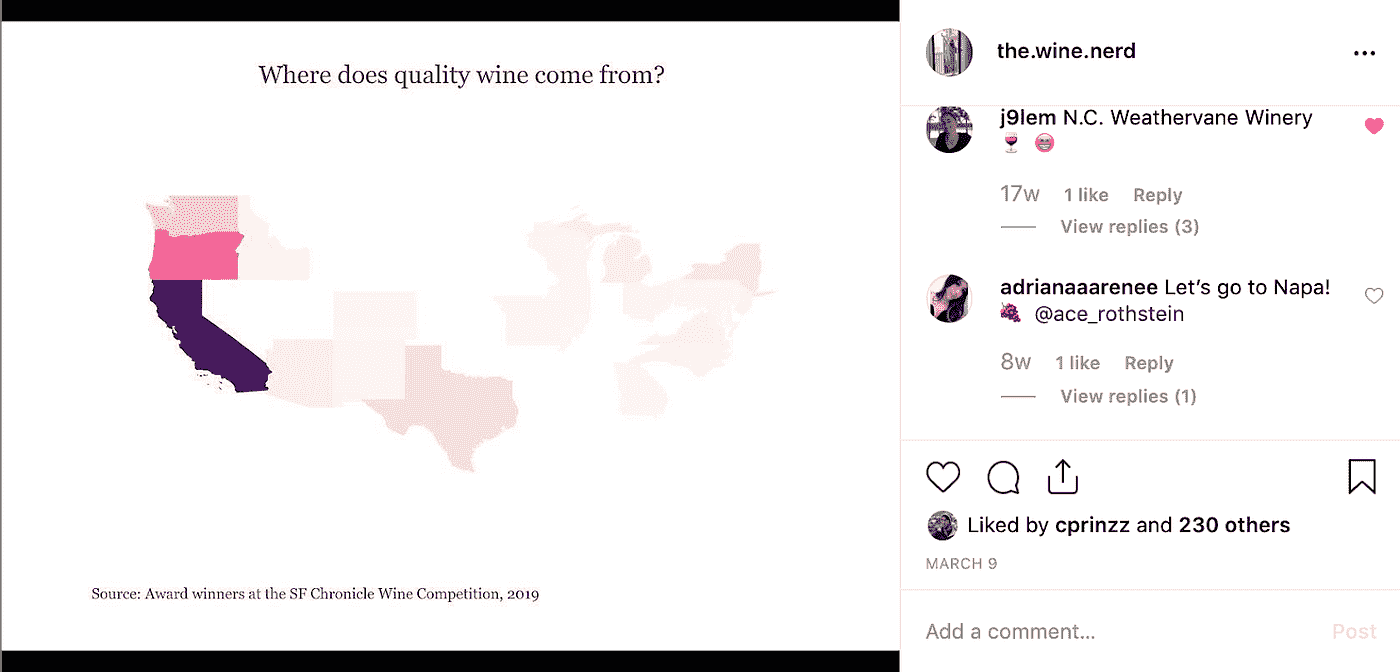 Where does quality wine come from?
Source: Award winners at the SF Chronicle Wine Competition, 2019
the.wine.nerd
j9lem N.C. Weathervane Winery
🍷 😁
17w 1 like Reply
View replies (3)
adrianaaarenee Let’s go to Napa!
🍇 @ace_rothstein
8w 1 like Reply
View replies (1)
Liked by cprinzz and 230 others
MARCH 9
Add a comment...
Post